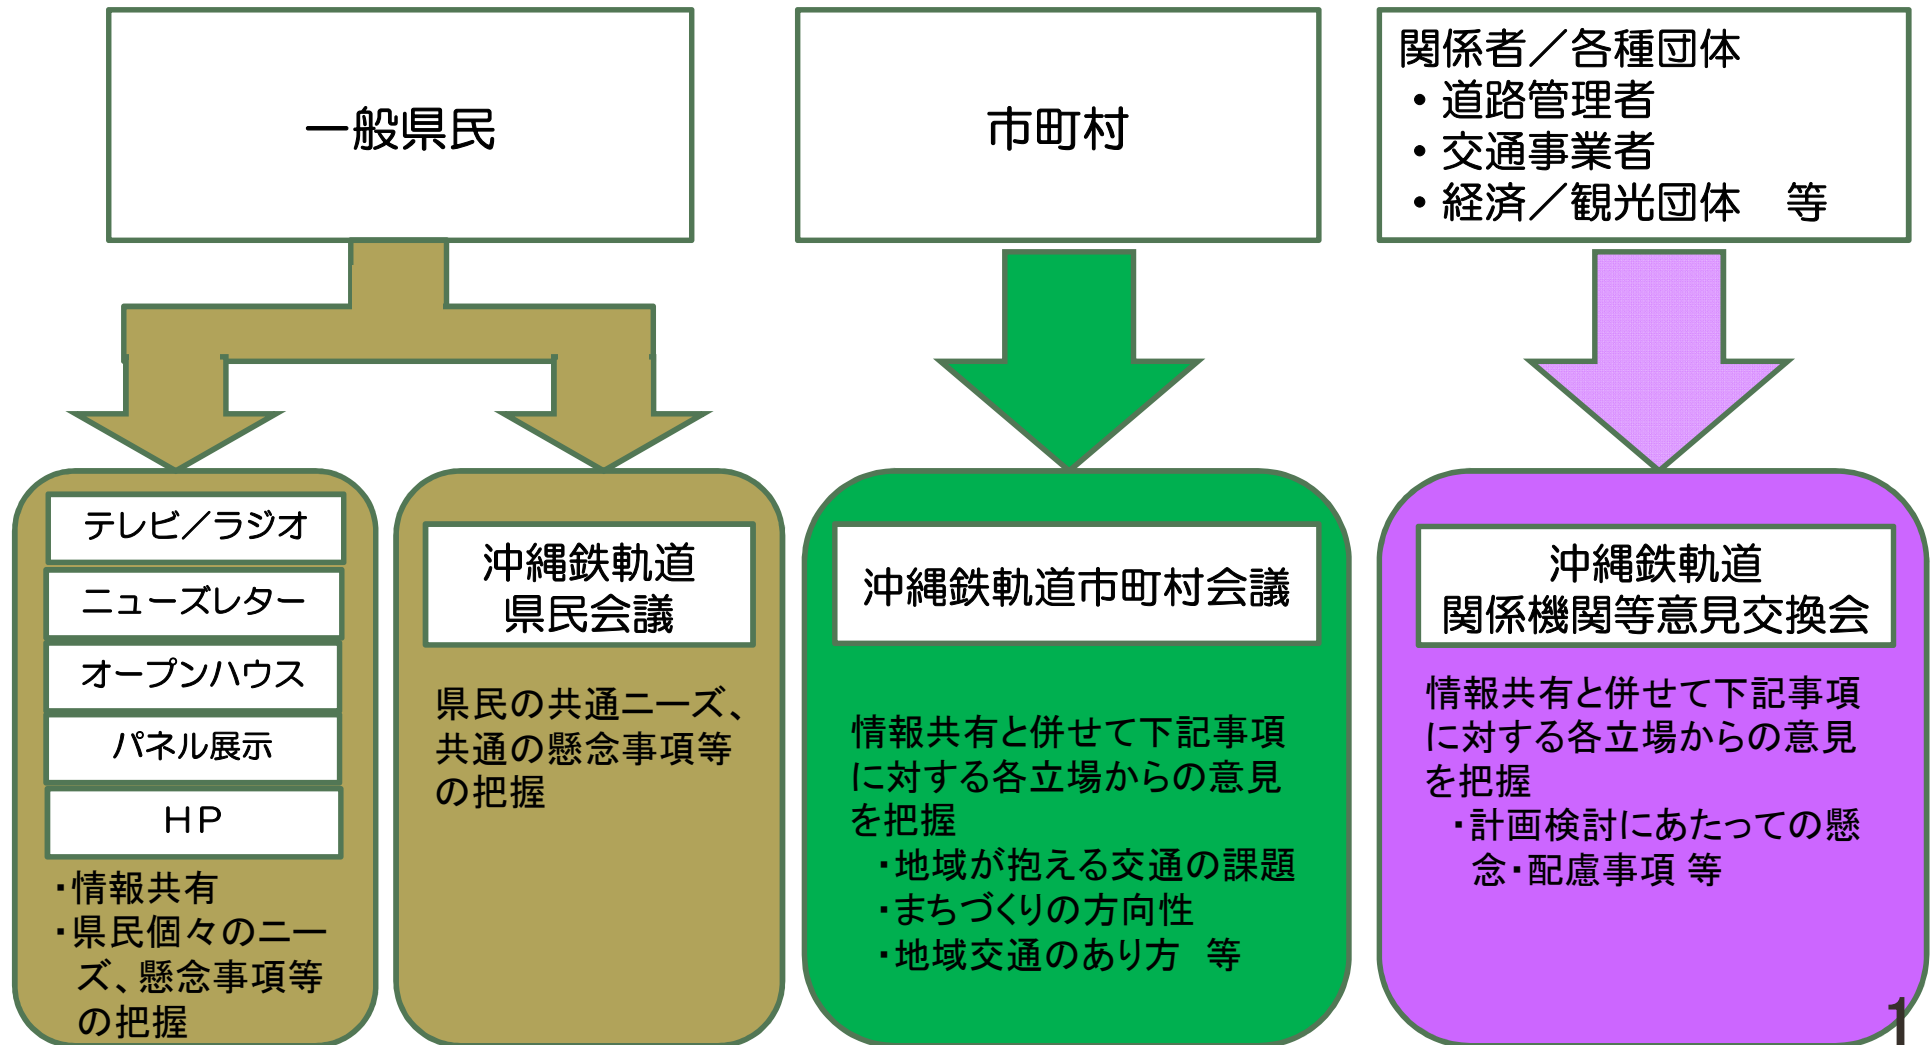 一般県民
市町村
関係者／各種団体
・道路管理者
・交通事業者
・経済／観光団体　等
テレビ／ラジオ
ニューズレター
オープンハウス
パネル展示
ＨＰ
・情報共有
・県民個々のニー
ズ、懸念事項等
の把握
沖縄鉄軌道
県民会議
県民の共通ニーズ、
共通の懸念事項等
の把握
沖縄鉄軌道市町村会議
情報共有と併せて下記事項
に対する各立場からの意見
を把握
・地域が抱える交通の課題
・まちづくりの方向性
・地域交通のあり方　等
沖縄鉄軌道
関係機関等意見交換会
情報共有と併せて下記事項
に対する各立場からの意見
を把握
・計画検討にあたっての懸
念・配慮事項 等
1